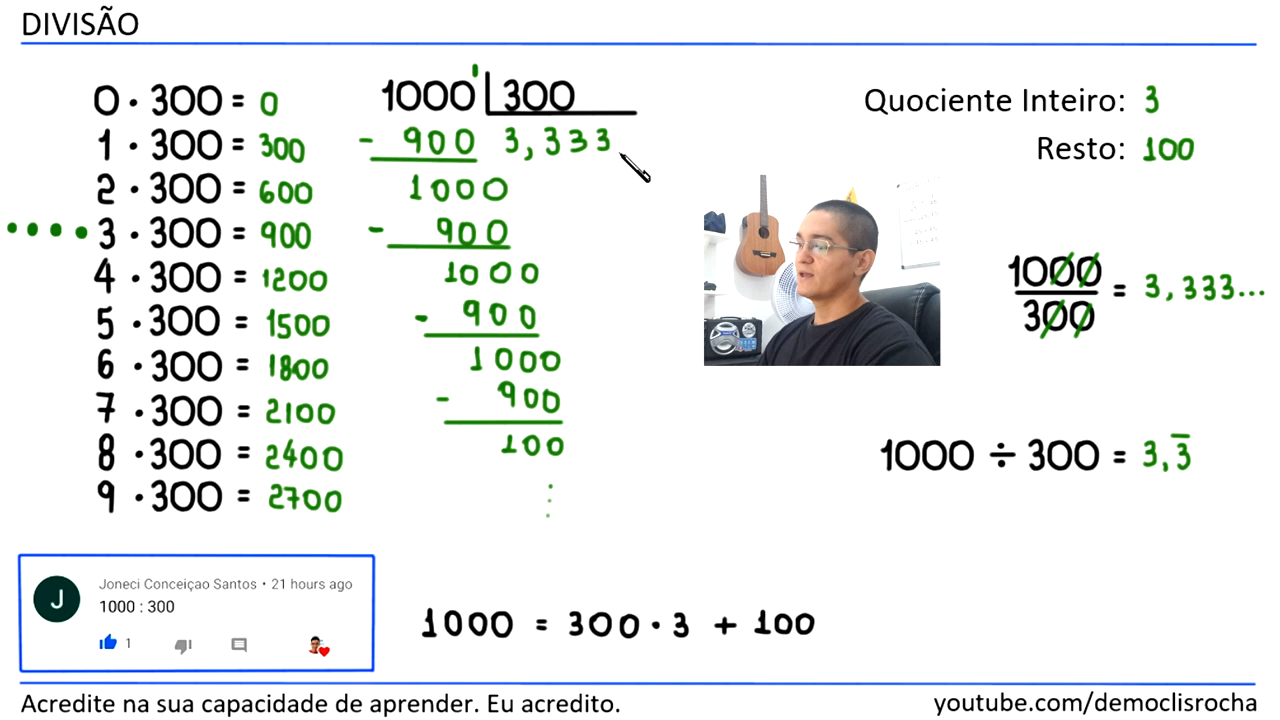 DIVISÃO
0 · 300 = 0
1 · 300 = 300
2 · 300 = 600
3 · 300 = 900
4 · 300 = 1200
5 · 300 = 1500
6 · 300 = 1800
7 · 300 = 2100
8 · 300 = 2400
9 · 300 = 2700
1000 300
- 900 3,333
1000
- 900
1000
- 900
1000
- 900
100
Quociente Inteiro: 3
Resto: 100
1000
300
= 3,333...
1000 ÷ 300 = 3,3̅
Joneci Conceiçao Santos • 21 hours ago
J
1000 : 300
1
1000 = 300 · 3 + 100
Acredite na sua capacidade de aprender. Eu acredito.
youtube.com/democlisrocha